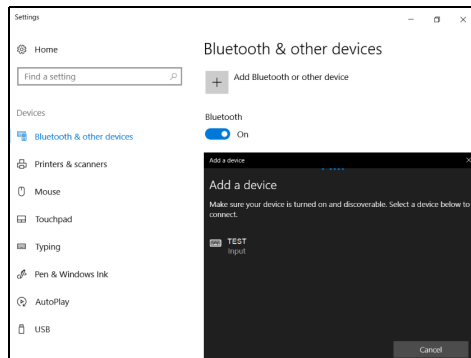 Settings
Home
Find a setting
Devices
Bluetooth & other devices
Printers & scanners
Mouse
Touchpad
Typing
Pen & Windows Ink
AutoPlay
USB
Bluetooth & other devices
Add Bluetooth or other device
Bluetooth
On
Add a device
Add a device
Make sure your device is turned on and discoverable. Select a device below to
connect.
TEST
Input
Cancel